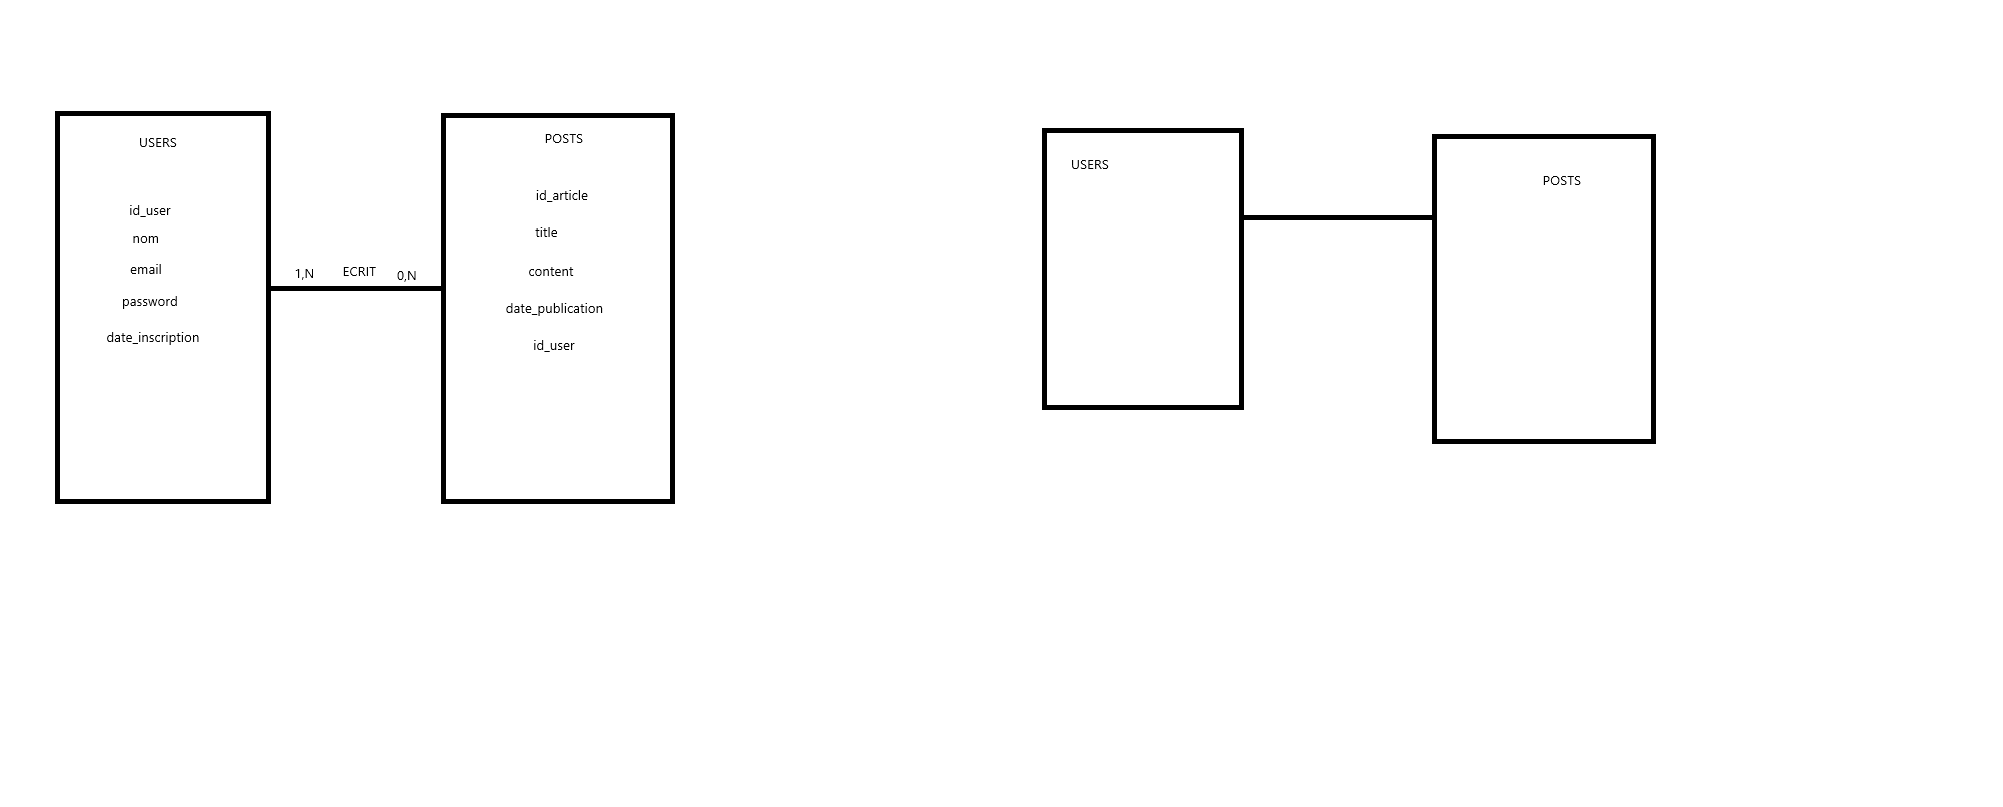 USERS
id_user
nom
email
password
date_inscription
1,N
ECRIT
0,N
POSTS
id_article
title
content
date_publication
id_user
USERS
POSTS